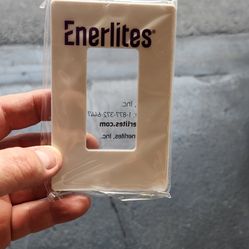 Enerlites®
, Inc.
: 1-877-372-6447
erlites.com
nerlites, Inc.